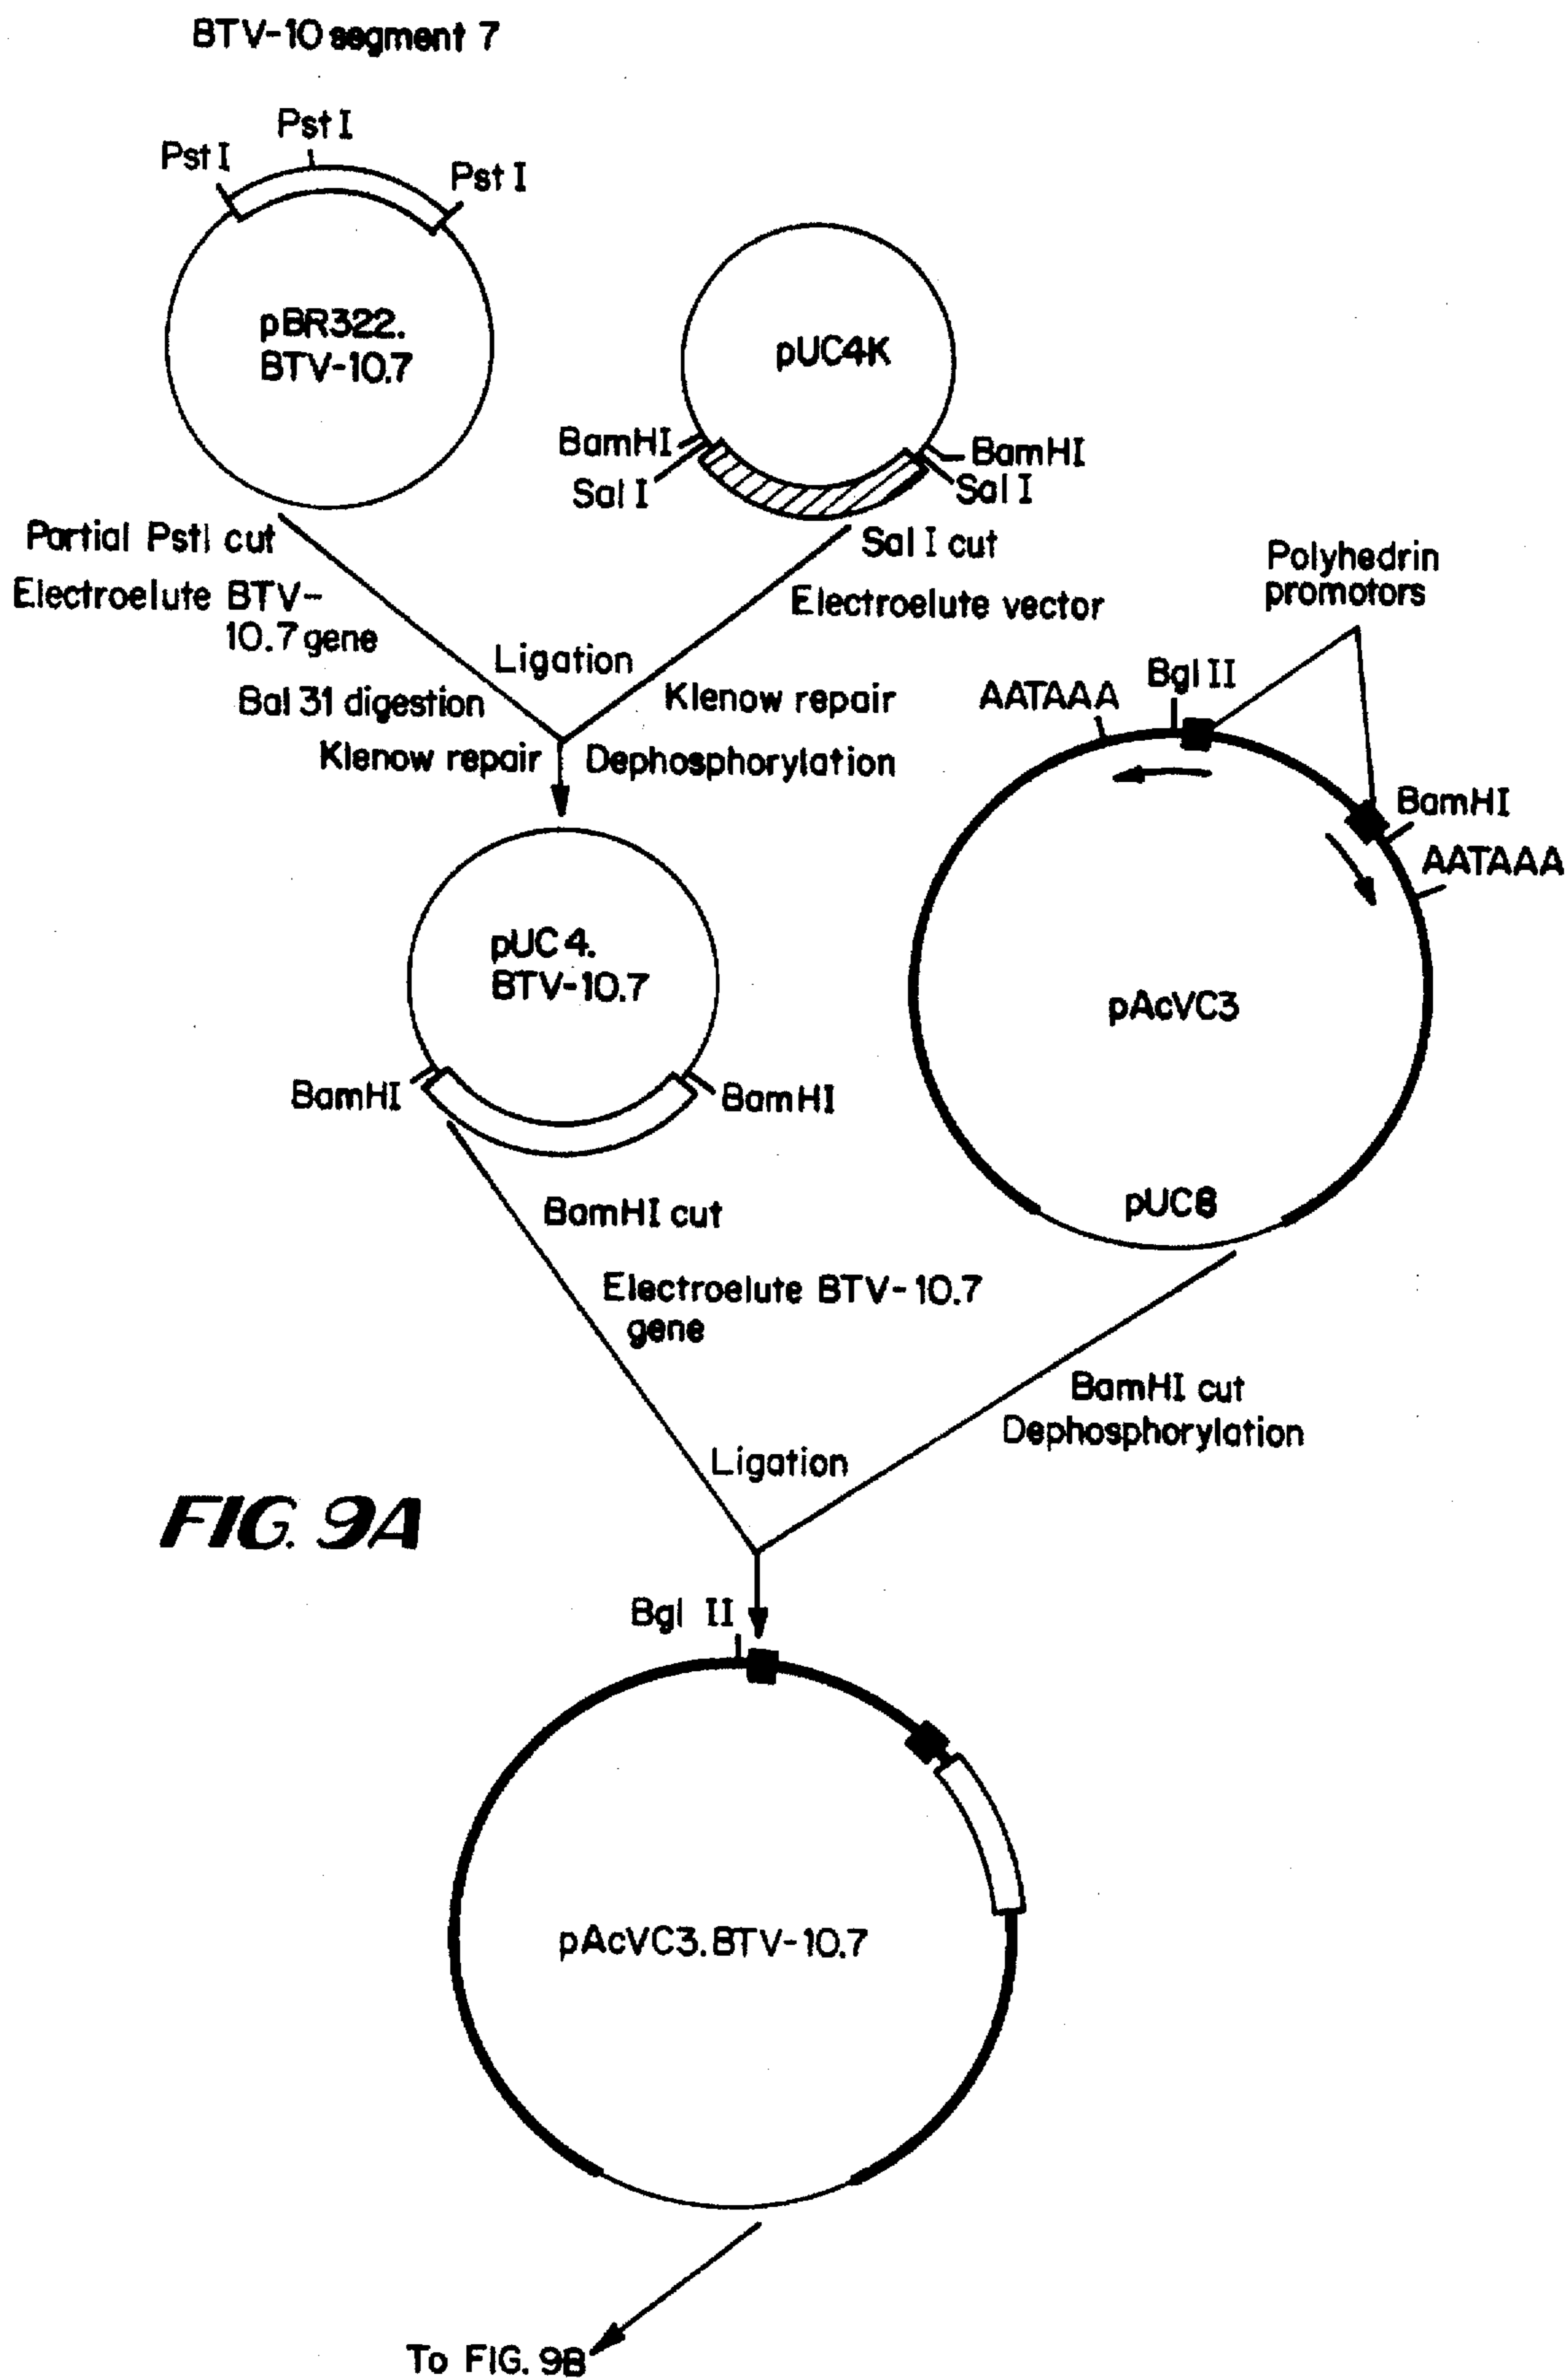 BTV-10 segment 7
Pst I
Pst I
Pst I
pBR322.
BTV-10.7
pUC4K
BamHI
Sal I
BamHI
Sal I
Partial PstI cut
Electroelute BTV-
10.7 gene
Bal 31 digestion
Klenow repair
Ligation
Sal I cut
Electroelute vector
Klenow repair
Dephosphorylation
Polyhedrin
promotors
AATAAA
Bgl II
BamHI
AATAAA
pUC4.
BTV-10.7
pAcVC3
BamHI
BamHI
pUC8
BamHI cut
Electroelute BTV-10.7
gene
BamHI cut
Dephosphorylation
Ligation
FIG. 9A
Bgl II
pAcVC3.BTV-10.7
To FIG. 9B